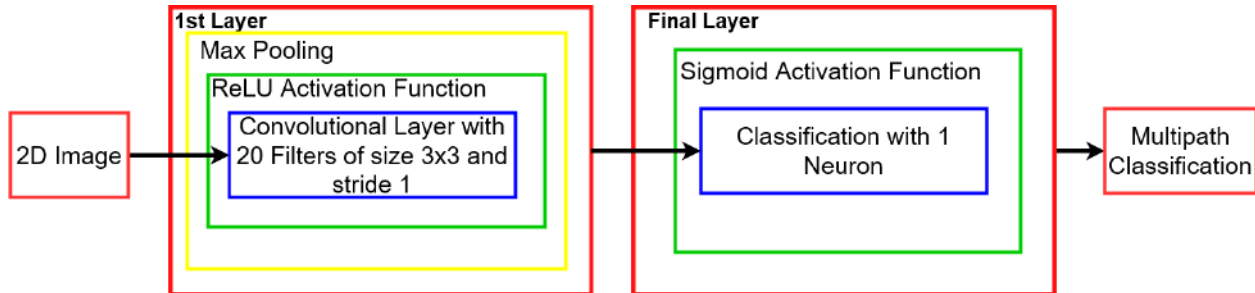 1st Layer
Max Pooling
ReLU Activation Function
2D Image
Convolutional Layer with
20 Filters of size 3x3 and
stride 1
Final Layer
Sigmoid Activation Function
Classification with 1
Neuron
Multipath
Classification